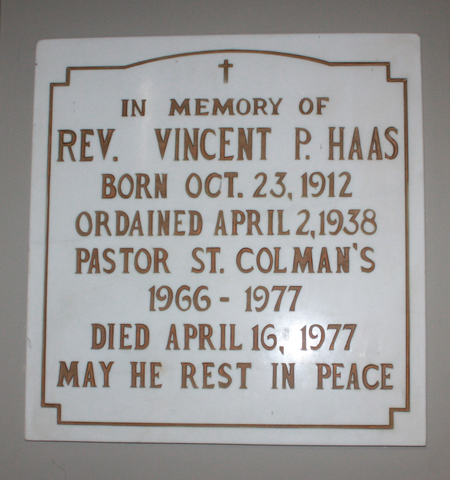 IN MEMORY OF
REV. VINCENT P. HAAS
BORN OCT. 23, 1912
ORDAINED APRIL 2, 1938
PASTOR ST. COLMAN'S
1966 - 1977
DIED APRIL 16, 1977
MAY HE REST IN PEACE